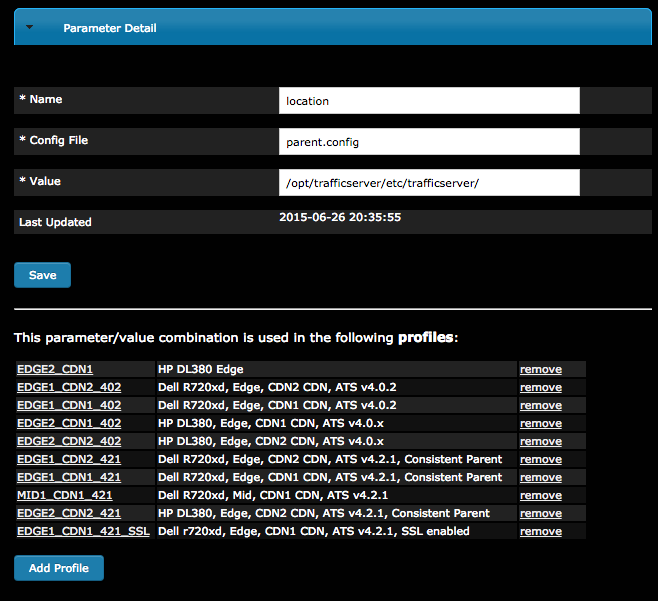 Parameter Detail
* Name location
* Config File parent.config
* Value /opt/trafficserver/etc/trafficserver/
Last Updated 2015-06-26 20:35:55
Save
This parameter/value combination is used in the following profiles:
EDGE2_CDN1 HP DL380 Edge remove
EDGE1_CDN2_402 Dell R720xd, Edge, CDN2 CDN, ATS v4.0.2 remove
EDGE1_CDN1_402 Dell R720xd, Edge, CDN1 CDN, ATS v4.0.2 remove
EDGE2_CDN1_402 HP DL380, Edge, CDN1 CDN, ATS v4.0.x remove
EDGE2_CDN2_402 HP DL380, Edge, CDN2 CDN, ATS v4.0.x remove
EDGE1_CDN2_421 Dell R720xd, Edge, CDN2 CDN, ATS v4.2.1, Consistent Parent remove
EDGE1_CDN1_421 Dell R720xd, Edge, CDN1 CDN, ATS v4.2.1, Consistent Parent remove
MID1_CDN1_421 Dell R720xd, Mid, CDN1 CDN, ATS v4.2.1 remove
EDGE2_CDN2_421 HP DL380, Edge, CDN2 CDN, ATS v4.2.1, Consistent Parent remove
EDGE1_CDN1_421_SSL Dell r720xd, Edge, CDN1 CDN, ATS v4.2.1, SSL enabled remove
Add Profile